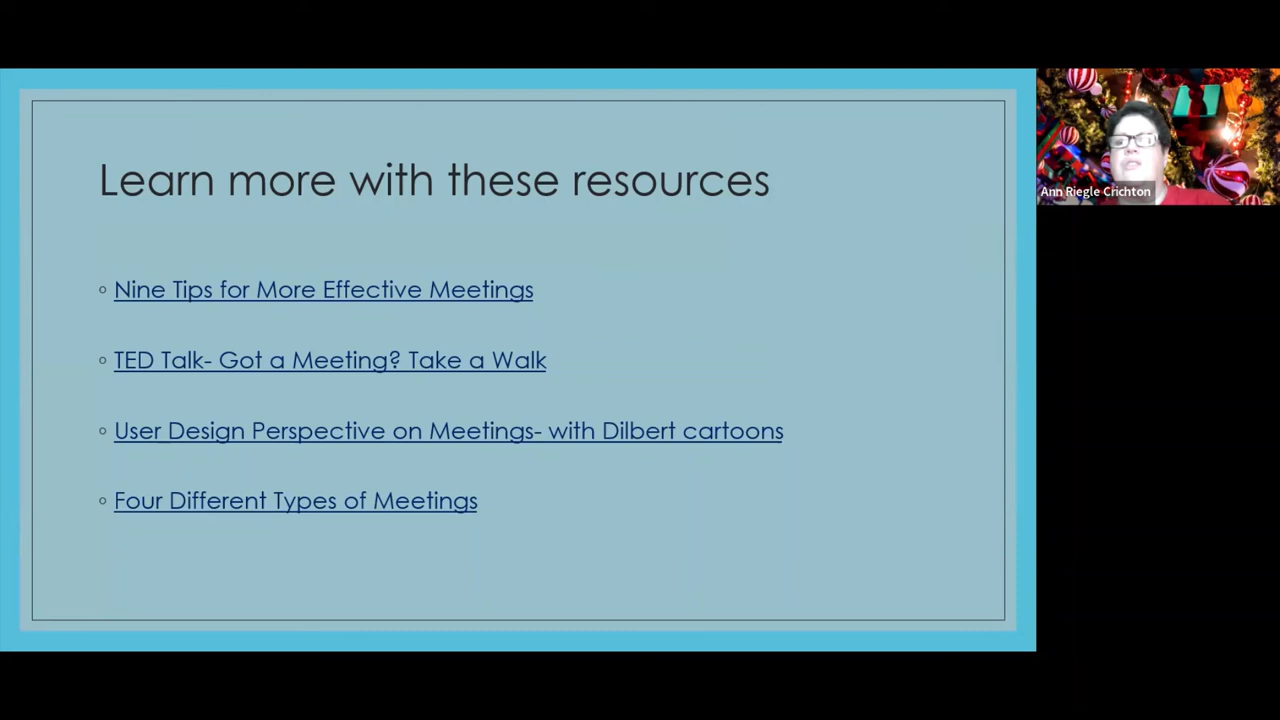 Learn more with these resources
Nine Tips for More Effective Meetings
TED Talk- Got a Meeting? Take a Walk
User Design Perspective on Meetings- with Dilbert cartoons
Four Different Types of Meetings
Ann Riegle Crichton